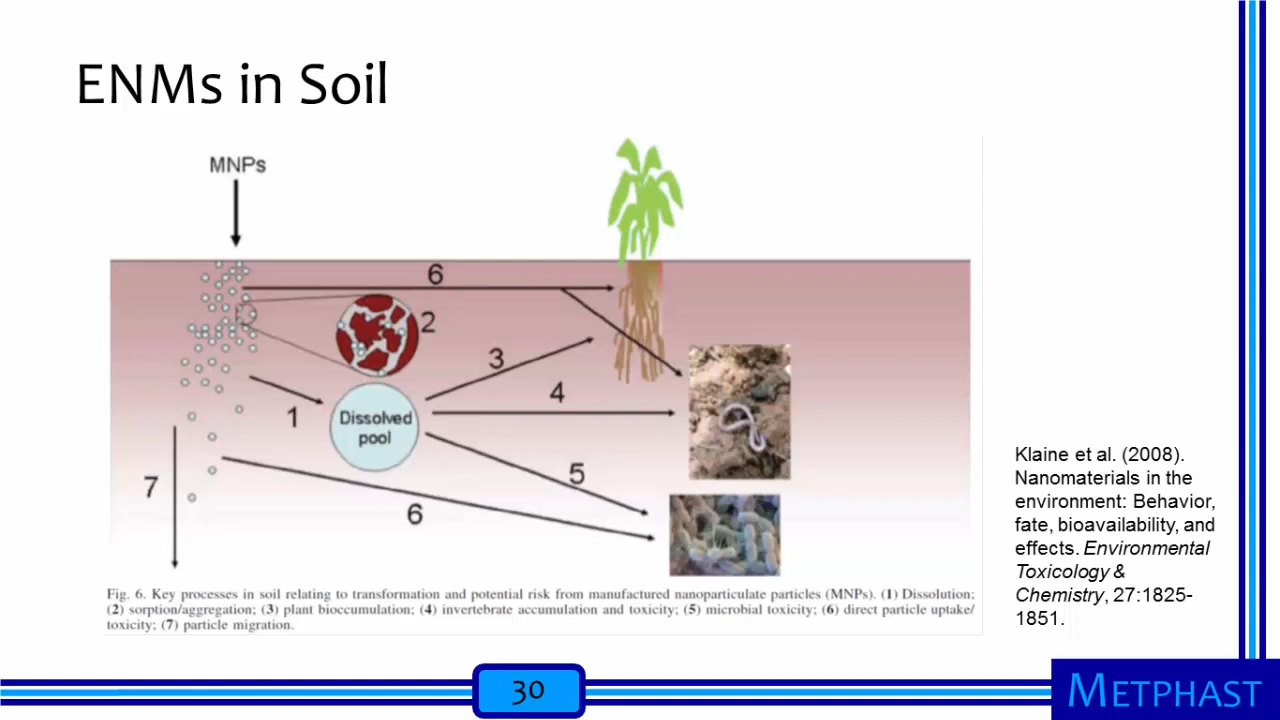 ENMs in Soil
MNPs
6
2
3
4
1
Dissolved
pool
5
7
6
Klaine et al. (2008).
Nanomaterials in the
environment: Behavior,
fate, bioavailability, and
effects. Environmental
Toxicology &
Chemistry, 27:1825-
1851.
Fig. 6. Key processes in soil relating to transformation and potential risk from manufactured nanoparticulate particles (MNPs). (1) Dissolution;
(2) sorption/aggregation; (3) plant bioccumulation; (4) invertebrate accumulation and toxicity; (5) microbial toxicity; (6) direct particle uptake/
toxicity; (7) particle migration.
30
METPHAST